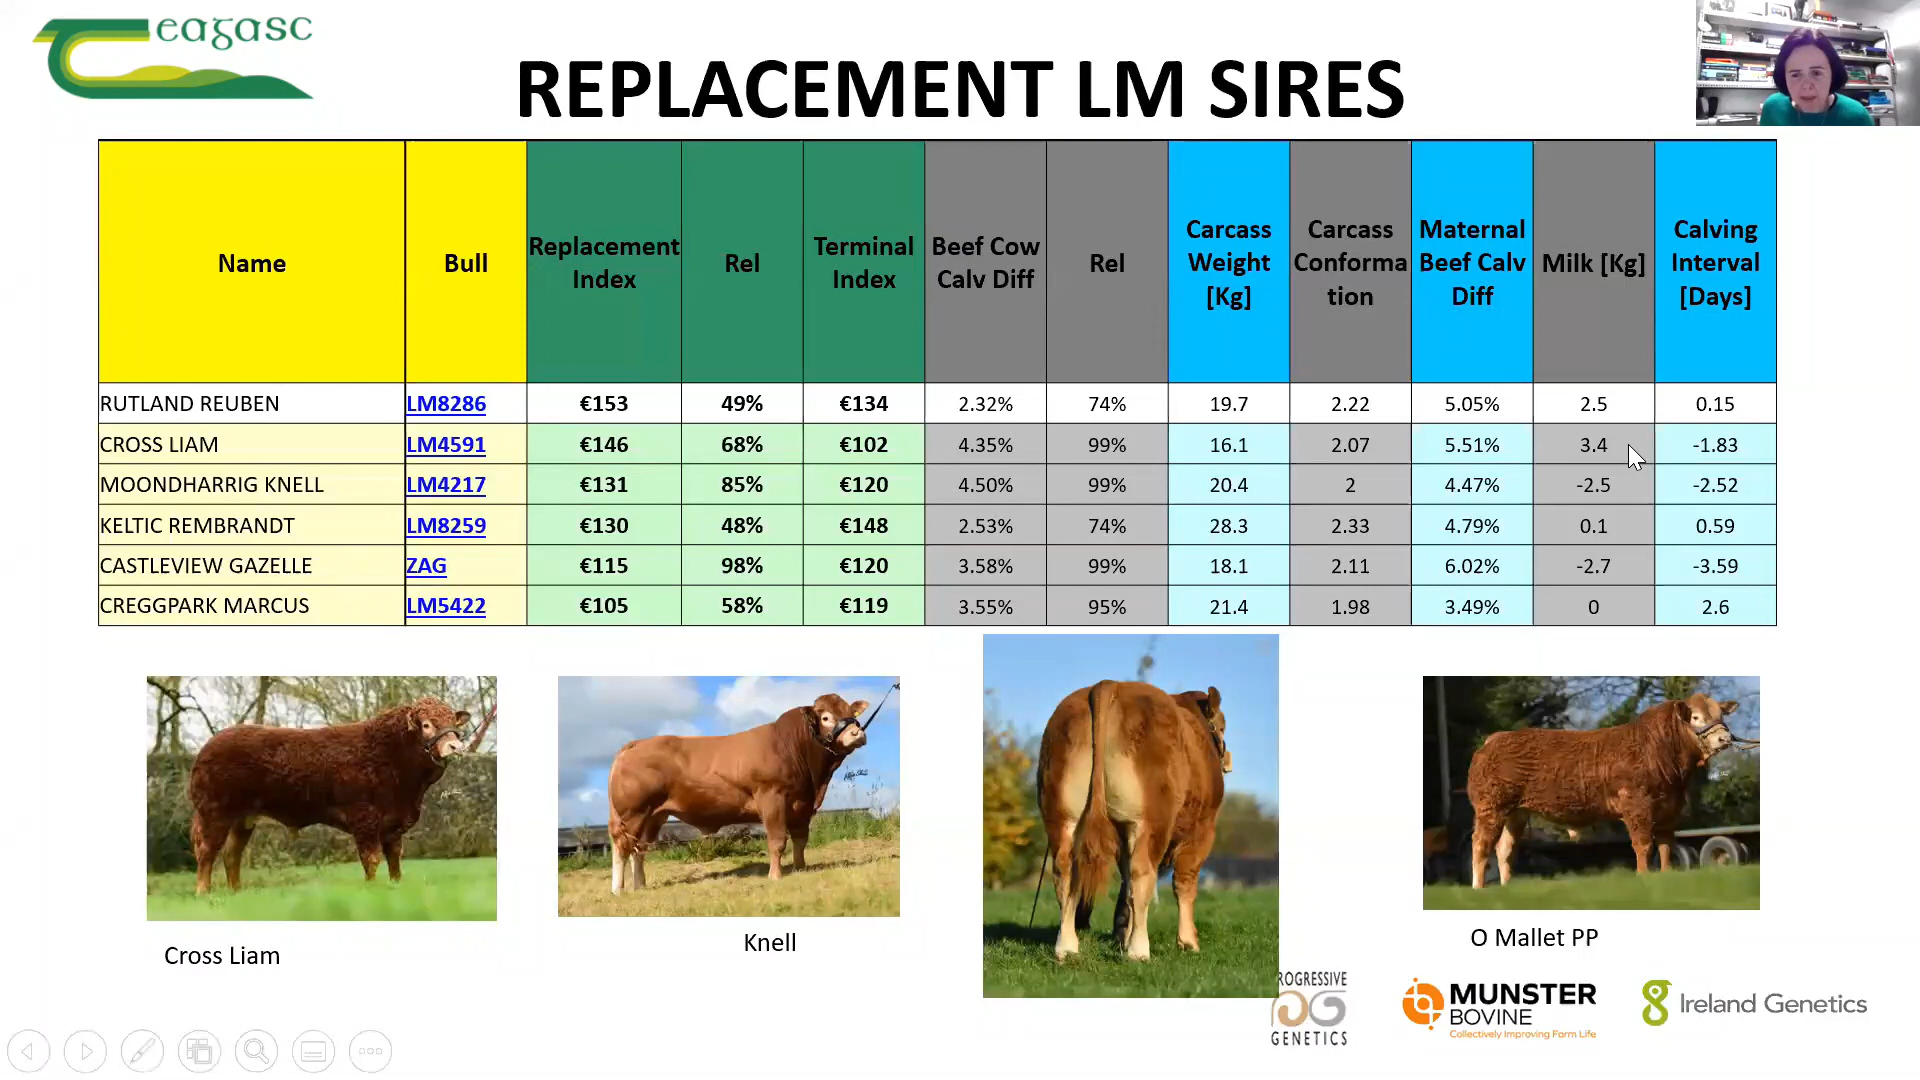 eagasc
REPLACEMENT LM SIRES
Name
Bull
Replacement
Index
Rel
Terminal
Index
Beef Cow
Calv Diff
Rel
Carcass
Weight
[Kg]
Carcass
Conforma
tion
Maternal
Beef Calv
Diff
Milk [Kg]
Calving
Interval
[Days]
RUTLAND REUBEN LM8286 €153 49% €134 2.32% 74% 19.7 2.22 5.05% 2.5 0.15
CROSS LIAM LM4591 €146 68% €102 4.35% 99% 16.1 2.07 5.51% 3.4 -1.83
MOONDHARRIG KNELL LM4217 €131 85% €120 4.50% 99% 20.4 2 4.47% -2.5 -2.52
KELTIC REMBRANDT LM8259 €130 48% €148 2.53% 74% 28.3 2.33 4.79% 0.1 0.59
CASTLEVIEW GAZELLE ZAG €115 98% €120 3.58% 99% 18.1 2.11 6.02% -2.7 -3.59
CREGGPARK MARCUS LM5422 €105 58% €119 3.55% 95% 21.4 1.98 3.49% 0 2.6
Cross Liam
Knell
O Mallet PP
ROGRESSIVE
GENETICS
MUNSTER
BOVINE
Collectively Improving Farm Life
Ireland Genetics